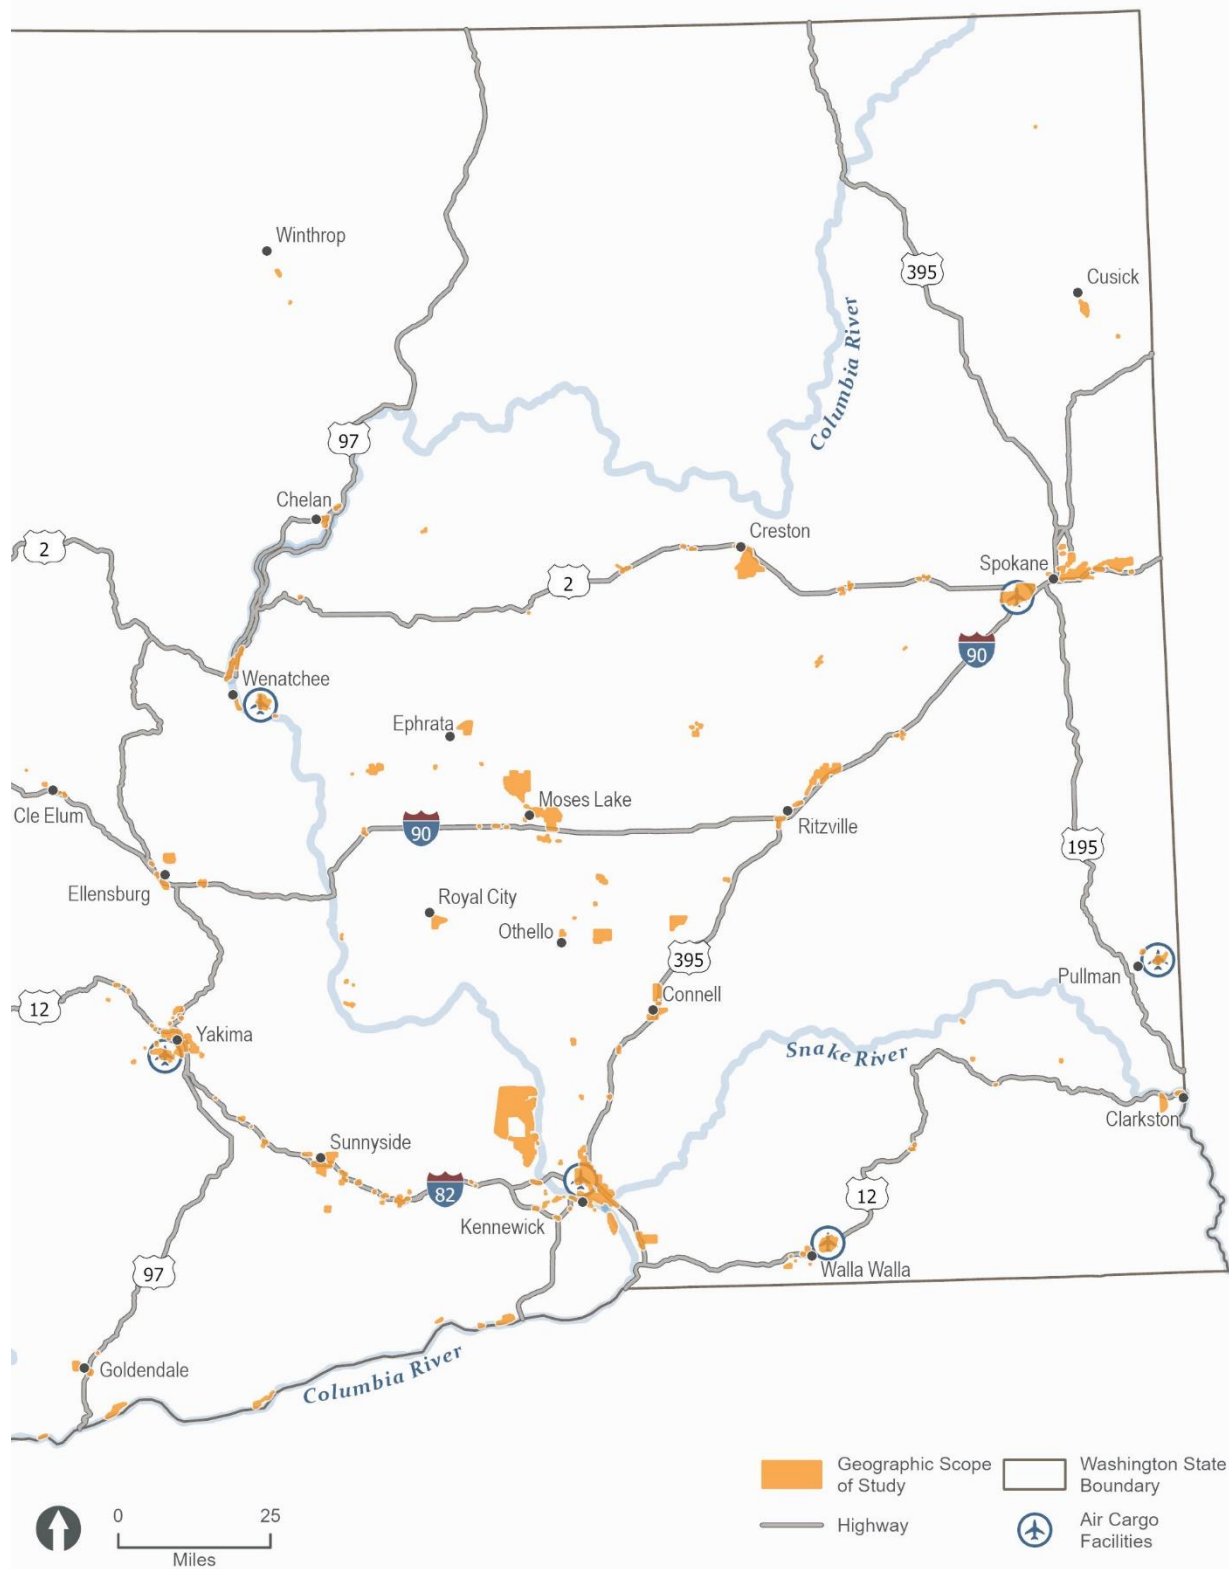 Winthrop
395
Cusick
Columbia River
97
Chelan
2
Creston
2
Spokane
90
Wenatchee
Ephrata
Moses Lake
Cle Elum
90
Ritzville
195
Ellensburg
Royal City
Othello
395
Pullman
Connell
12
Yakima
Snake River
Clarkston
Sunnyside
82
12
Kennewick
Walla Walla
97
Goldendale
Columbia River
Geographic Scope
of Study
Washington State
Boundary
Highway
Air Cargo
Facilities
0 25
Miles